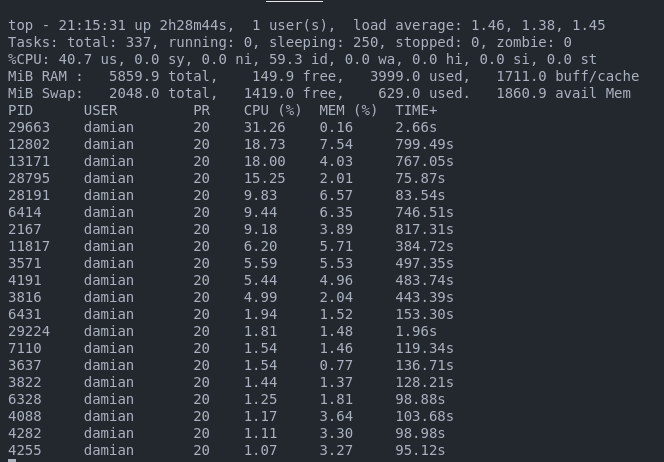 top - 21:15:31 up 2h28m44s,  1 user(s),  load average: 1.46, 1.38, 1.45
Tasks: total: 337, running: 0, sleeping: 250, stopped: 0, zombie: 0
%CPU: 40.7 us, 0.0 sy, 0.0 ni, 59.3 id, 0.0 wa, 0.0 hi, 0.0 si, 0.0 st
MiB RAM :   5859.9 total,    149.9 free,   3999.0 used,   1711.0 buff/cache
MiB Swap:   2048.0 total,   1419.0 free,    629.0 used.   1860.9 avail Mem
PID      USER         PR    CPU (%)  MEM (%)  TIME+
29663    damian       20    31.26    0.16     2.66s
12802    damian       20    18.73    7.54     799.49s
13171    damian       20    18.00    4.03     767.05s
28795    damian       20    15.25    2.01     75.87s
28191    damian       20    9.83     6.57     83.54s
6414     damian       20    9.44     6.35     746.51s
2167     damian       20    9.18     3.89     817.31s
11817    damian       20    6.20     5.71     384.72s
3571     damian       20    5.59     5.53     497.35s
4191     damian       20    5.44     4.96     483.74s
3816     damian       20    4.99     2.04     443.39s
6431     damian       20    1.94     1.52     153.30s
29224    damian       20    1.81     1.48     1.96s
7110     damian       20    1.54     1.46     119.34s
3637     damian       20    1.54     0.77     136.71s
3822     damian       20    1.44     1.37     128.21s
6328     damian       20    1.25     1.81     98.88s
4088     damian       20    1.17     3.64     103.68s
4282     damian       20    1.11     3.30     98.98s
4255     damian       20    1.07     3.27     95.12s